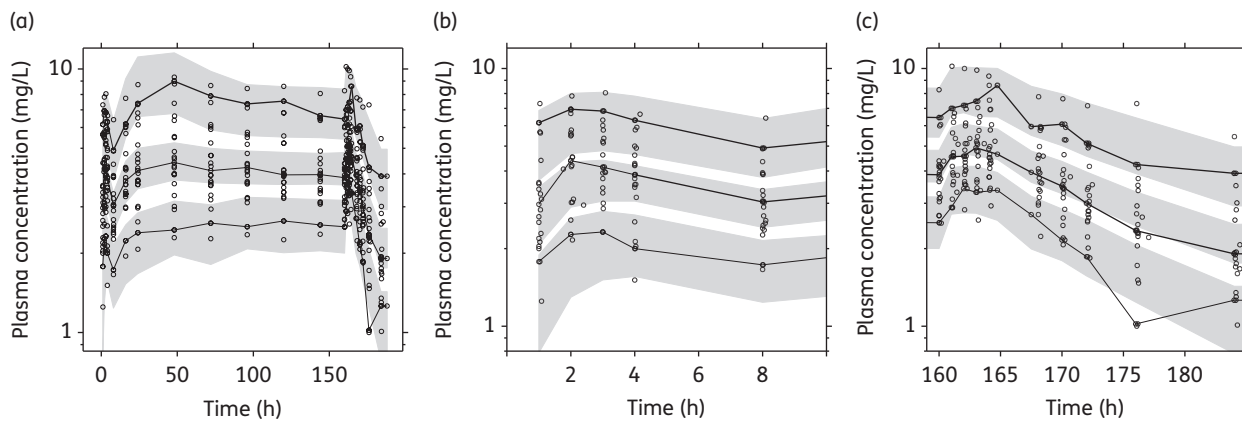 (a)
Plasma concentration (mg/L)
10
1
0
50
100
150
Time (h)
(b)
Plasma concentration (mg/L)
10
1
2
4
6
8
Time (h)
(c)
Plasma concentration (mg/L)
10
1
160
165
170
175
180
Time (h)